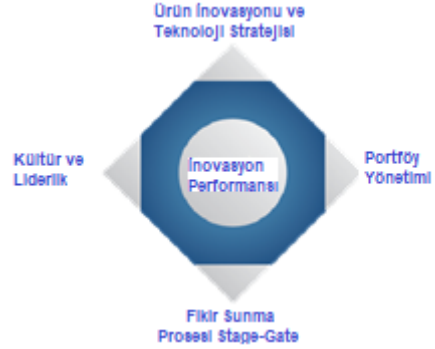 Ürün İnovasyonu ve
Teknoloji Stratejisi
Kültür ve
Liderlik
İnovasyon
Performansı
Portföy
Yönetimi
Fikir Sunma
Prosesi Stage-Gate